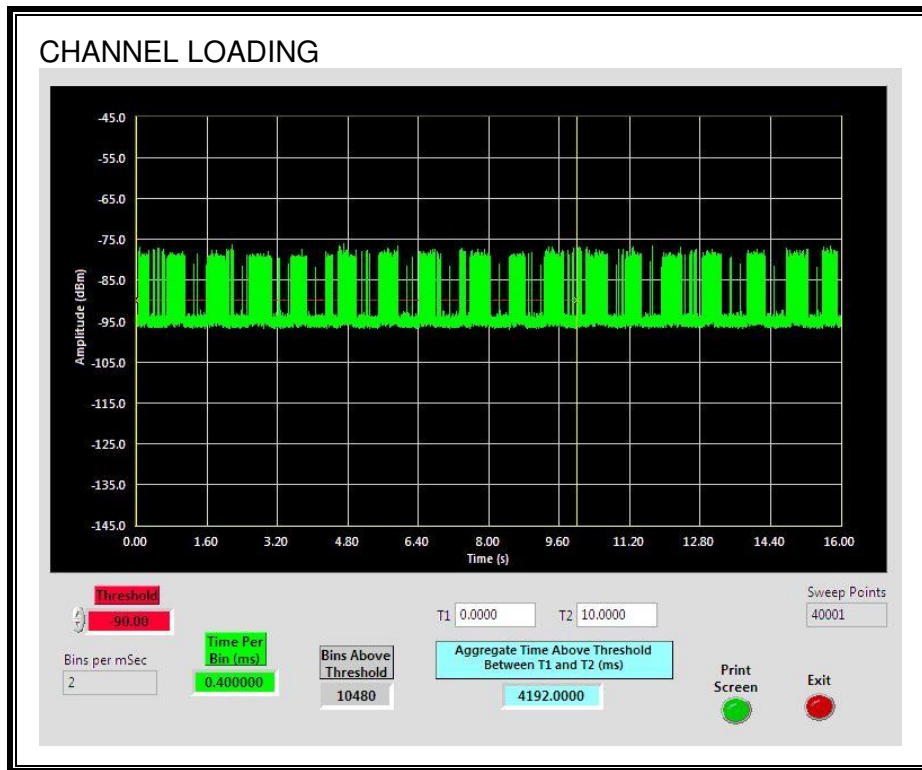 CHANNEL LOADING
-45.0
-55.0
-65.0
-75.0
-85.0
-95.0
-105.0
-115.0
-125.0
-135.0
-145.0
Amplitude (dBm)
0.00 1.60 3.20 4.80 6.40 8.00 9.60 11.20 12.80 14.40 16.00
Time (s)
Threshold
-90.00
Bins per mSec
2
Time Per
Bin (ms)
0.400000
Bins Above
Threshold
10480
T1 0.0000 T2 10.0000
Aggregate Time Above Threshold
Between T1 and T2 (ms)
4192.0000
Sweep Points
40001
Print
Screen
Exit